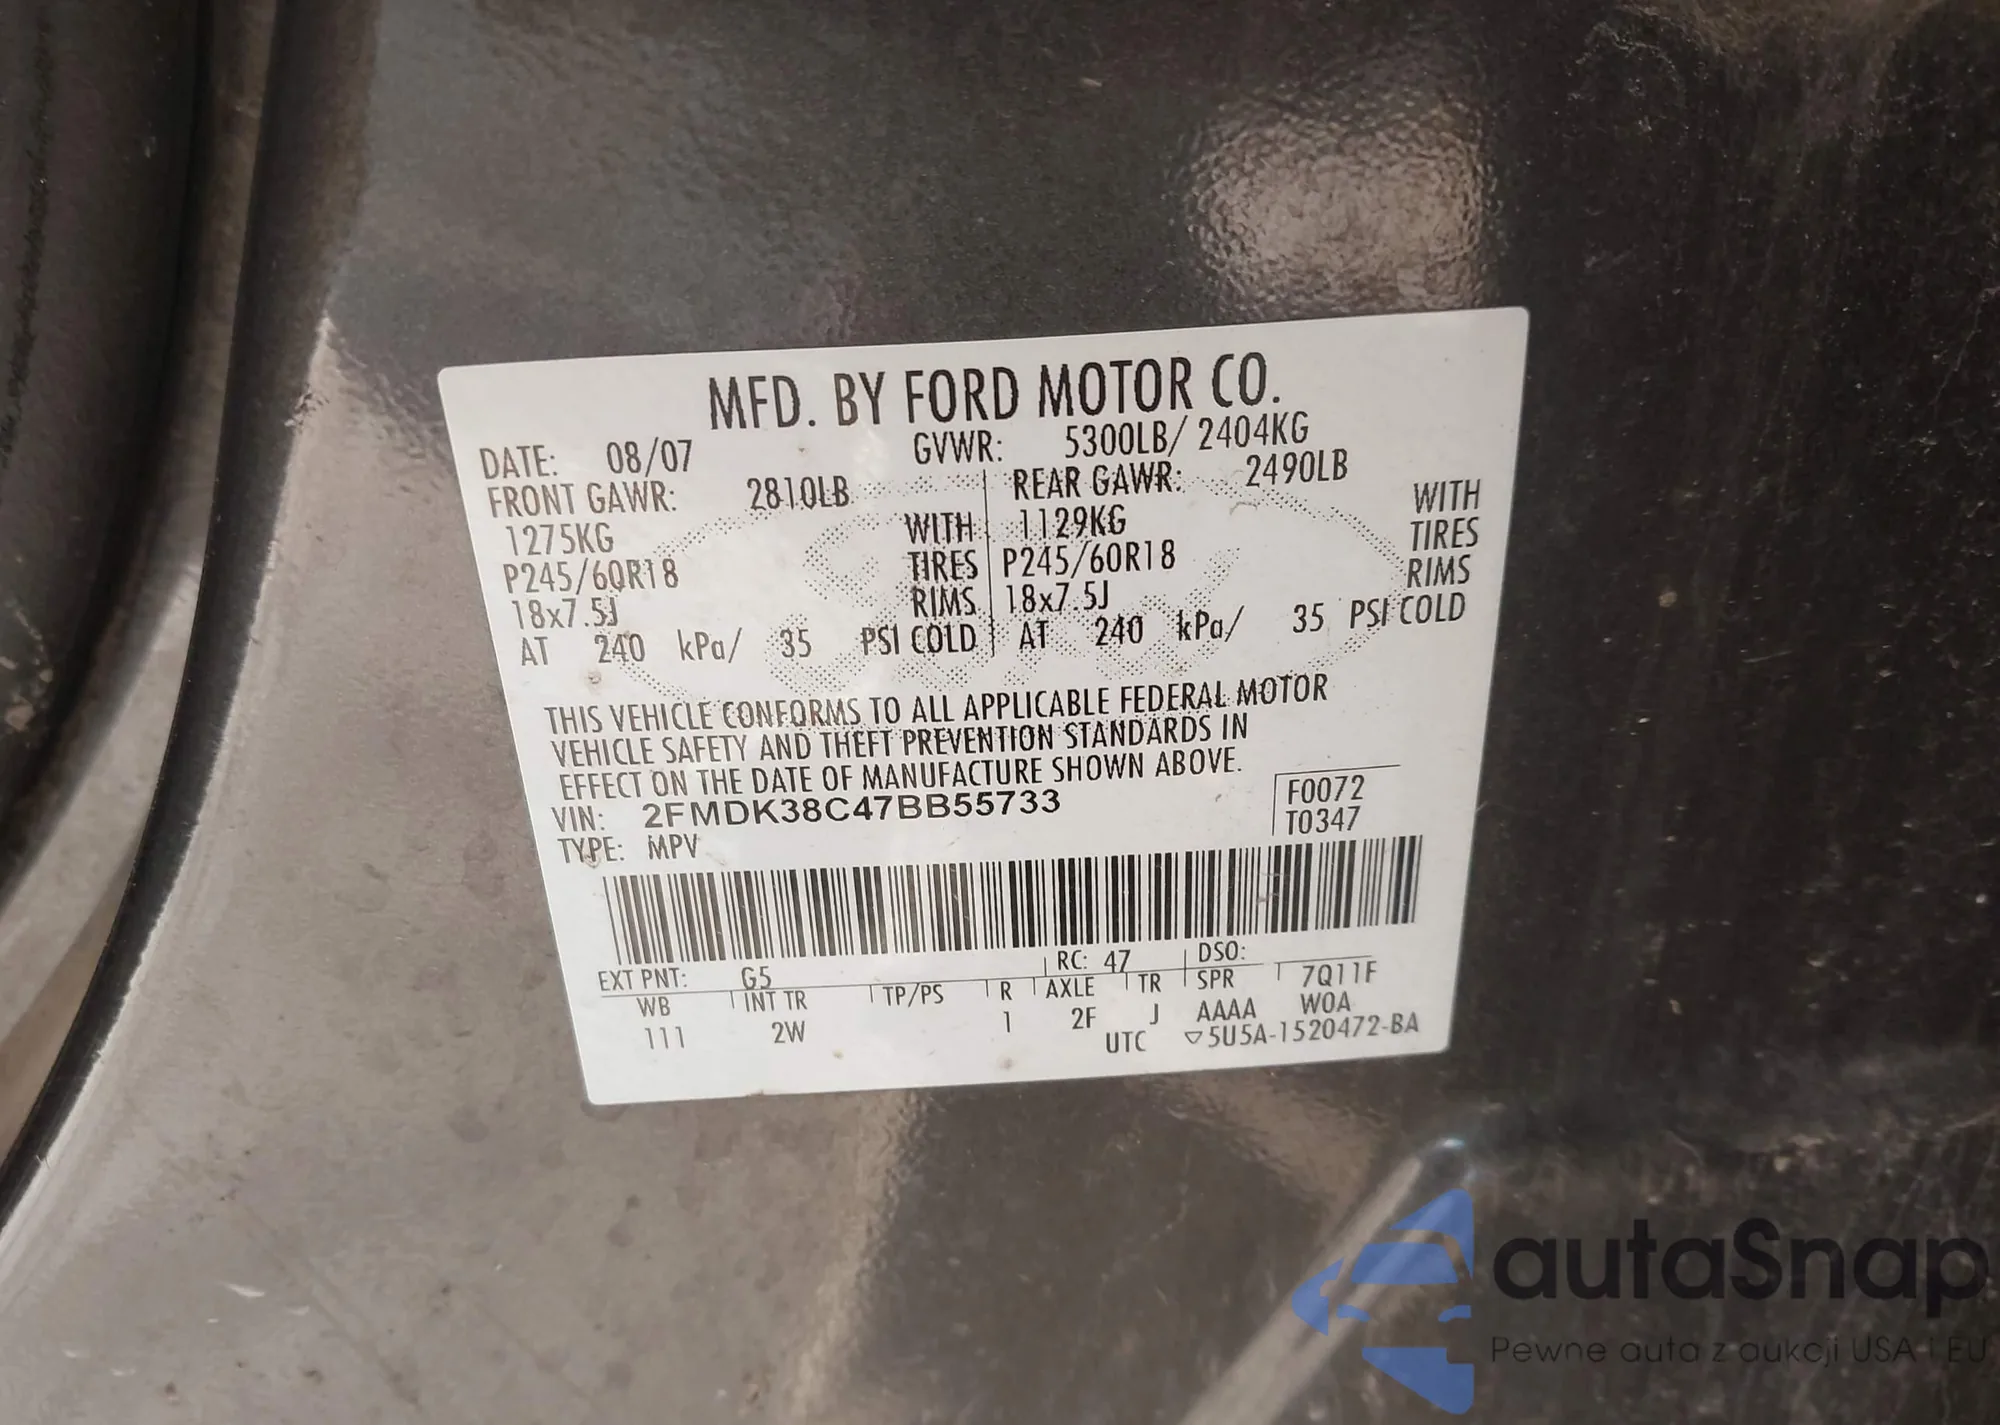 MFD. BY FORD MOTOR CO.
DATE: 08/07 GVWR: 5300LB/ 2404KG
FRONT GAWR: 2810LB REAR GAWR: 2490LB
1275KG WITH 1129KG WITH
P245/60R18 TIRES P245/60R18 TIRES
18x7.5J RIMS 18x7.5J RIMS
AT 240 kPa/ 35 PSI COLD AT 240 kPa/ 35 PSI COLD
THIS VEHICLE CONFORMS TO ALL APPLICABLE FEDERAL MOTOR
VEHICLE SAFETY AND THEFT PREVENTION STANDARDS IN
EFFECT ON THE DATE OF MANUFACTURE SHOWN ABOVE.
VIN: 2FMDK38C47BB55733 F0072
TYPE: MPV T0347
EXT PNT: G5 RC: 47 DSO:
WB INT TR TP/PS R AXLE TR SPR 7Q11F
111 2W 1 2F J AAAA W0A
UTC ▽5U5A-1520472-BA
autaSnap
Pewne auta z aukcji USA i EU